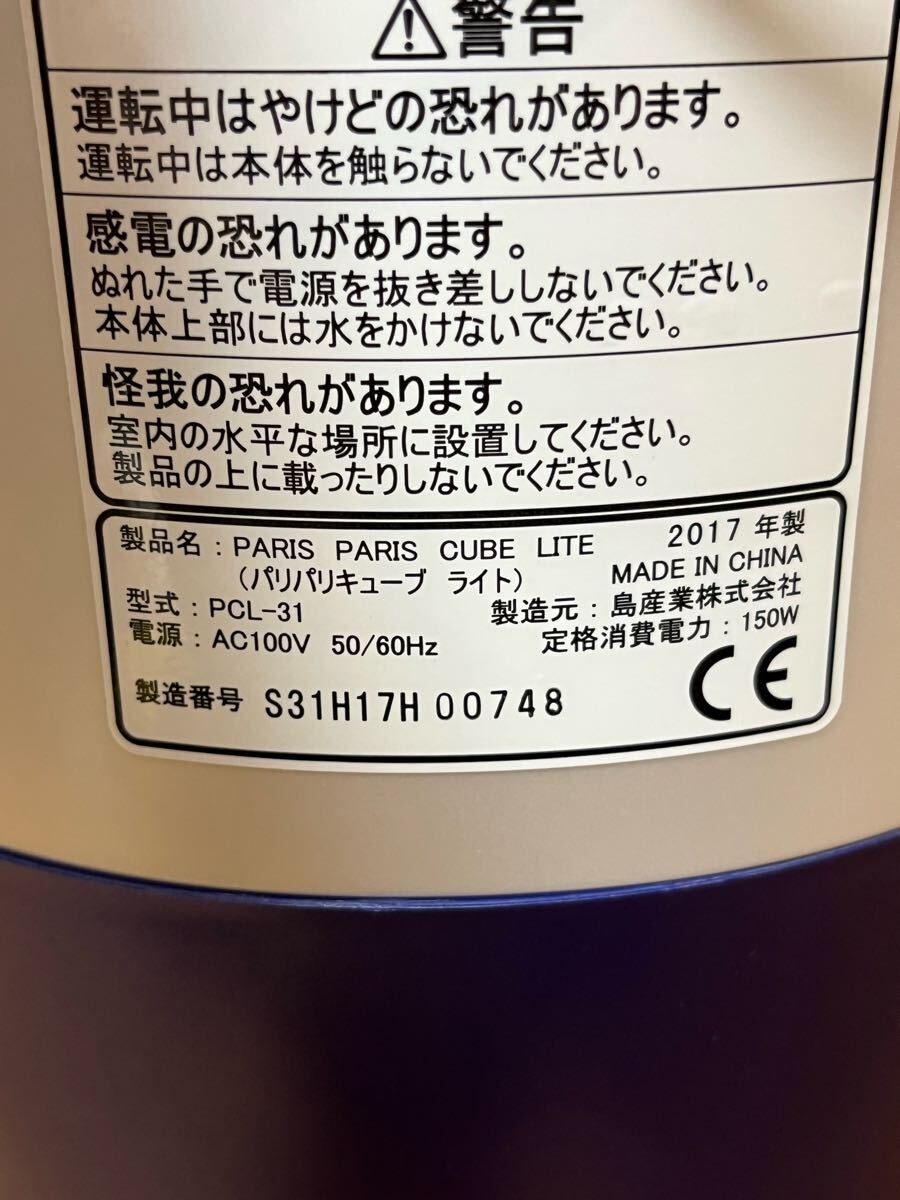 ⚠警告
運転中はやけどの恐れがあります。
運転中は本体を触らないでください。
感電の恐れがあります。
ぬれた手で電源を抜き差ししないでください。
本体上部には水をかけないでください。
怪我の恐れがあります。
室内の水平な場所に設置してください。
製品の上に載ったりしないでください。
製品名：PARIS PARIS CUBE LITE
（パリパリキューブ ライト）
2017 年製
MADE IN CHINA
型式：PCL-31
製造元：島産業株式会社
電源：AC100V 50/60Hz
定格消費電力：150W
製造番号 S31H17H 00748
CE